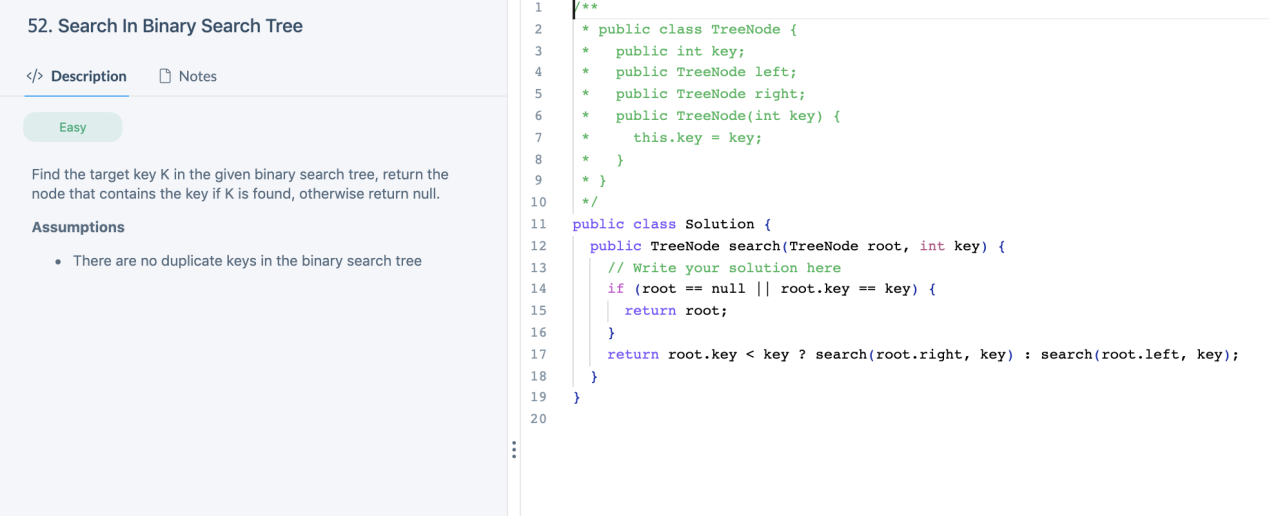 52. Search In Binary Search Tree
</> Description Notes
Easy
Find the target key K in the given binary search tree, return the
node that contains the key if K is found, otherwise return null.
Assumptions
• There are no duplicate keys in the binary search tree
1 /**
2  * public class TreeNode {
3  *   public int key;
4  *   public TreeNode left;
5  *   public TreeNode right;
6  *   public TreeNode(int key) {
7  *     this.key = key;
8  *   }
9  * }
10  */
11 public class Solution {
12   public TreeNode search(TreeNode root, int key) {
13     // Write your solution here
14     if (root == null || root.key == key) {
15       return root;
16     }
17     return root.key < key ? search(root.right, key) : search(root.left, key);
18   }
19 }
20